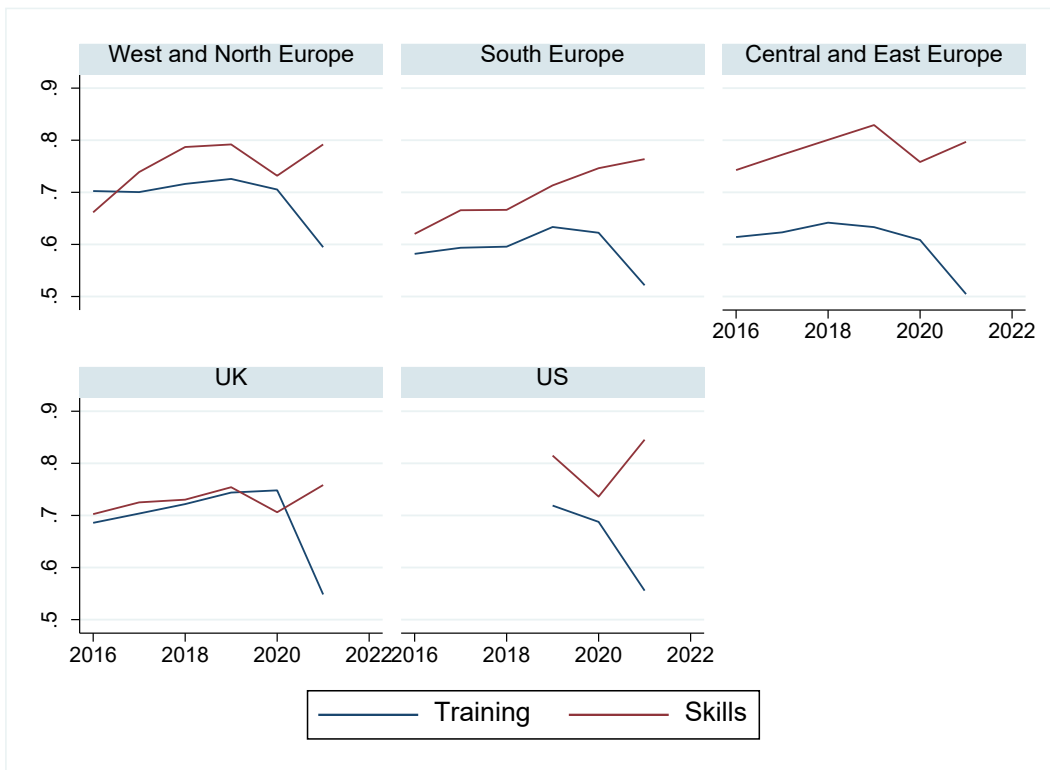 West and North Europe
South Europe
Central and East Europe
.9
.8
.7
.6
.5
2016 2018 2020 2022
UK
US
.9
.8
.7
.6
.5
2016 2018 2020 2022
2016 2018 2020 2022
Training
Skills